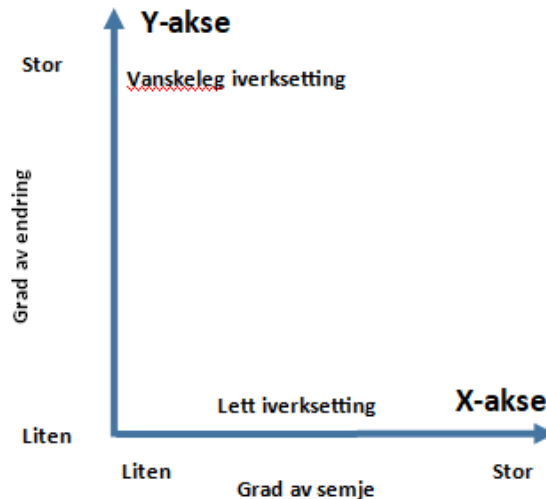 Y-akse
Stor
Vanskeleg iverksetting
Grad av endring
Lett iverksetting
X-akse
Liten
Liten
Stor
Grad av semje